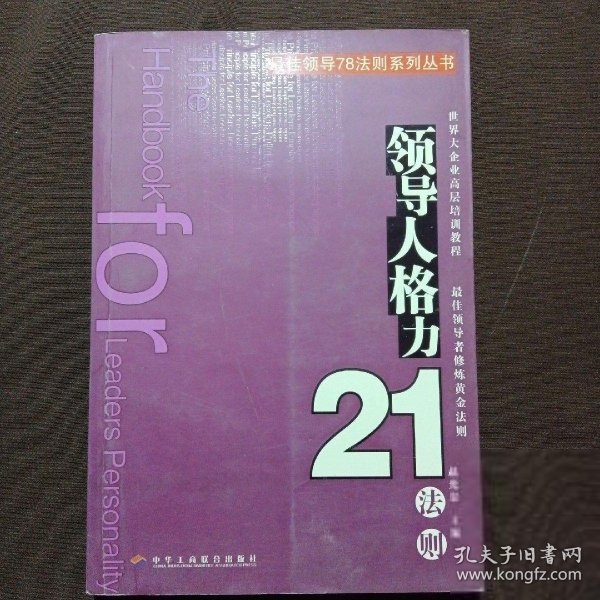 最佳领导78法则系列丛书
世界大企业高层培训教程
最佳领导者修炼黄金法则
领导人格力
21
法则
主编
The
Handbook
for
Leaders Personality
中华工商联合出版社
孔夫子旧书网
www.kongfz.com